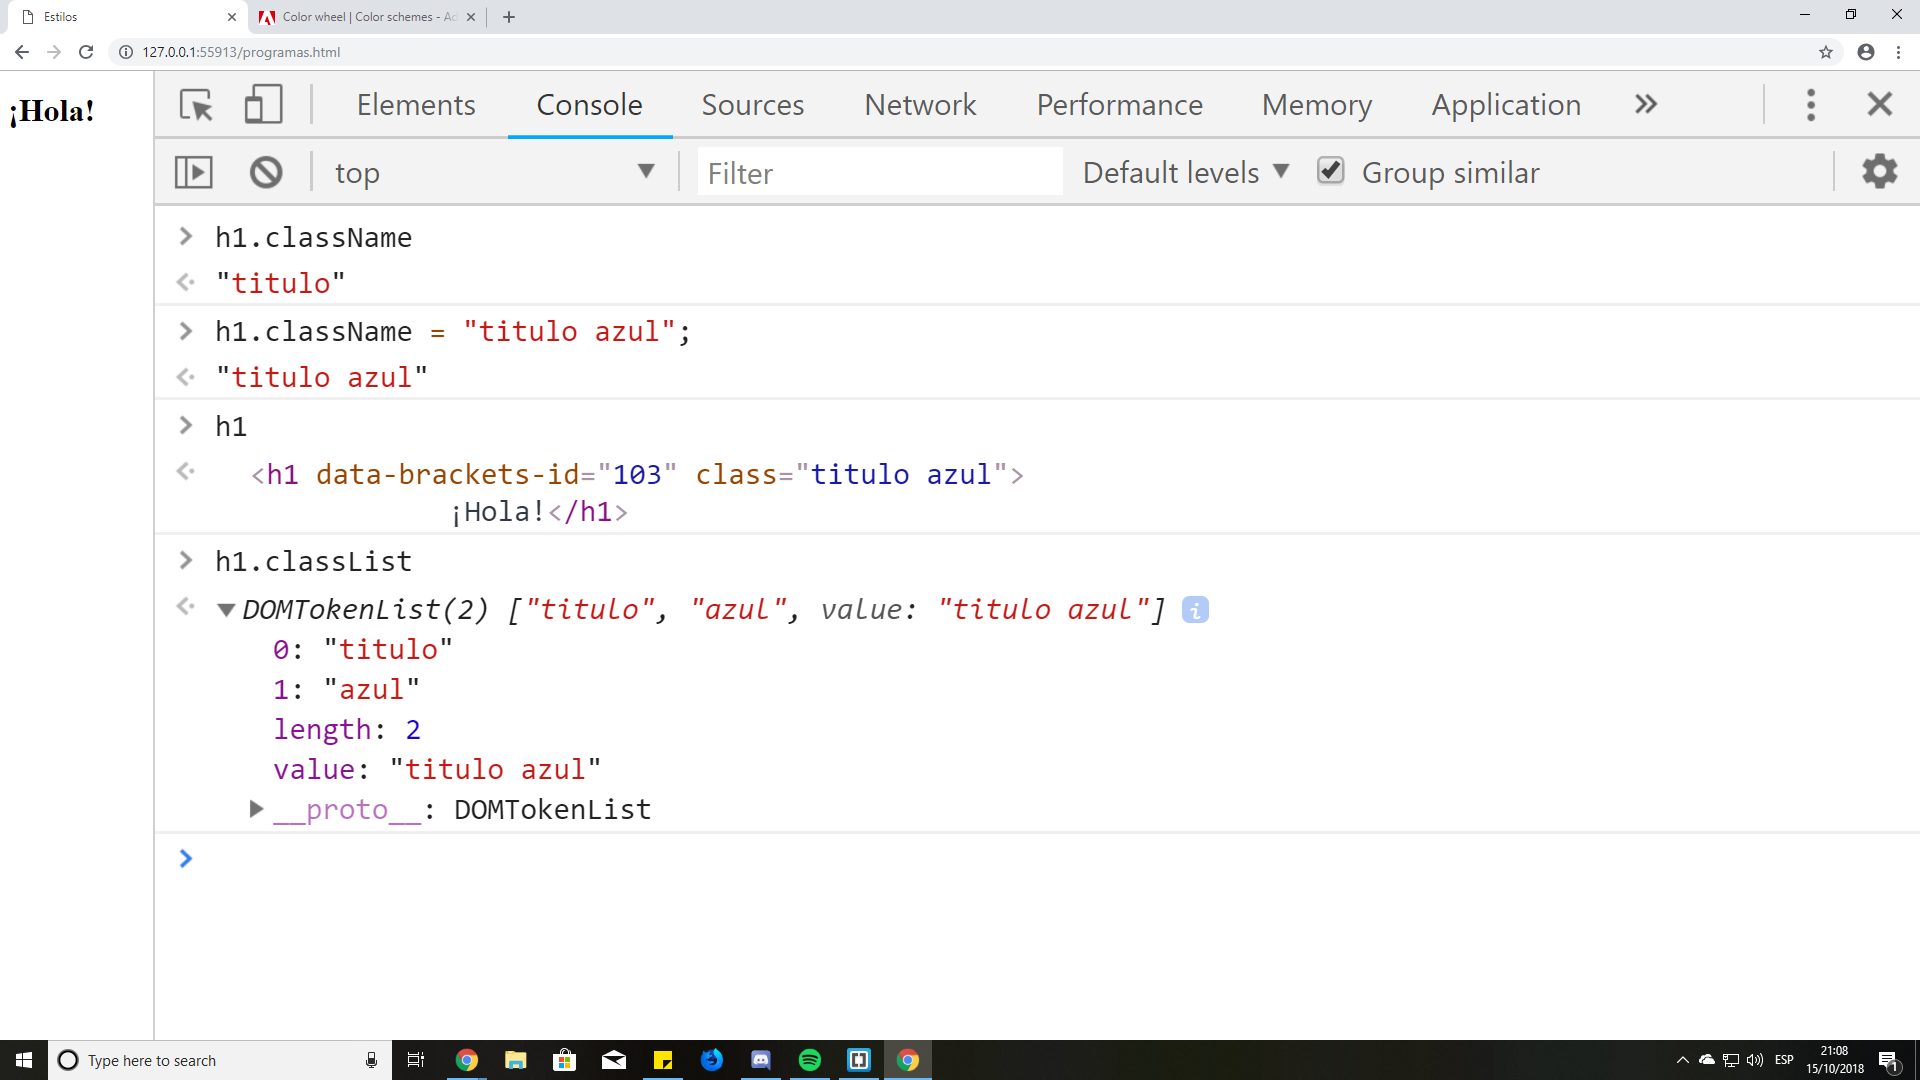 Estilos
Color wheel | Color schemes - Ad
127.0.0.1:55913/programas.html
¡Hola!
Elements Console Sources Network Performance Memory Application
top Filter Default levels Group similar
h1.className
"titulo"
h1.className = "titulo azul";
"titulo azul"
h1
<h1 data-brackets-id="103" class="titulo azul">
¡Hola!</h1>
h1.classList
DOMTokenList(2) ["titulo", "azul", value: "titulo azul"] i
0: "titulo"
1: "azul"
length: 2
value: "titulo azul"
__proto__: DOMTokenList
Type here to search
ESP
21:08
15/10/2018
1